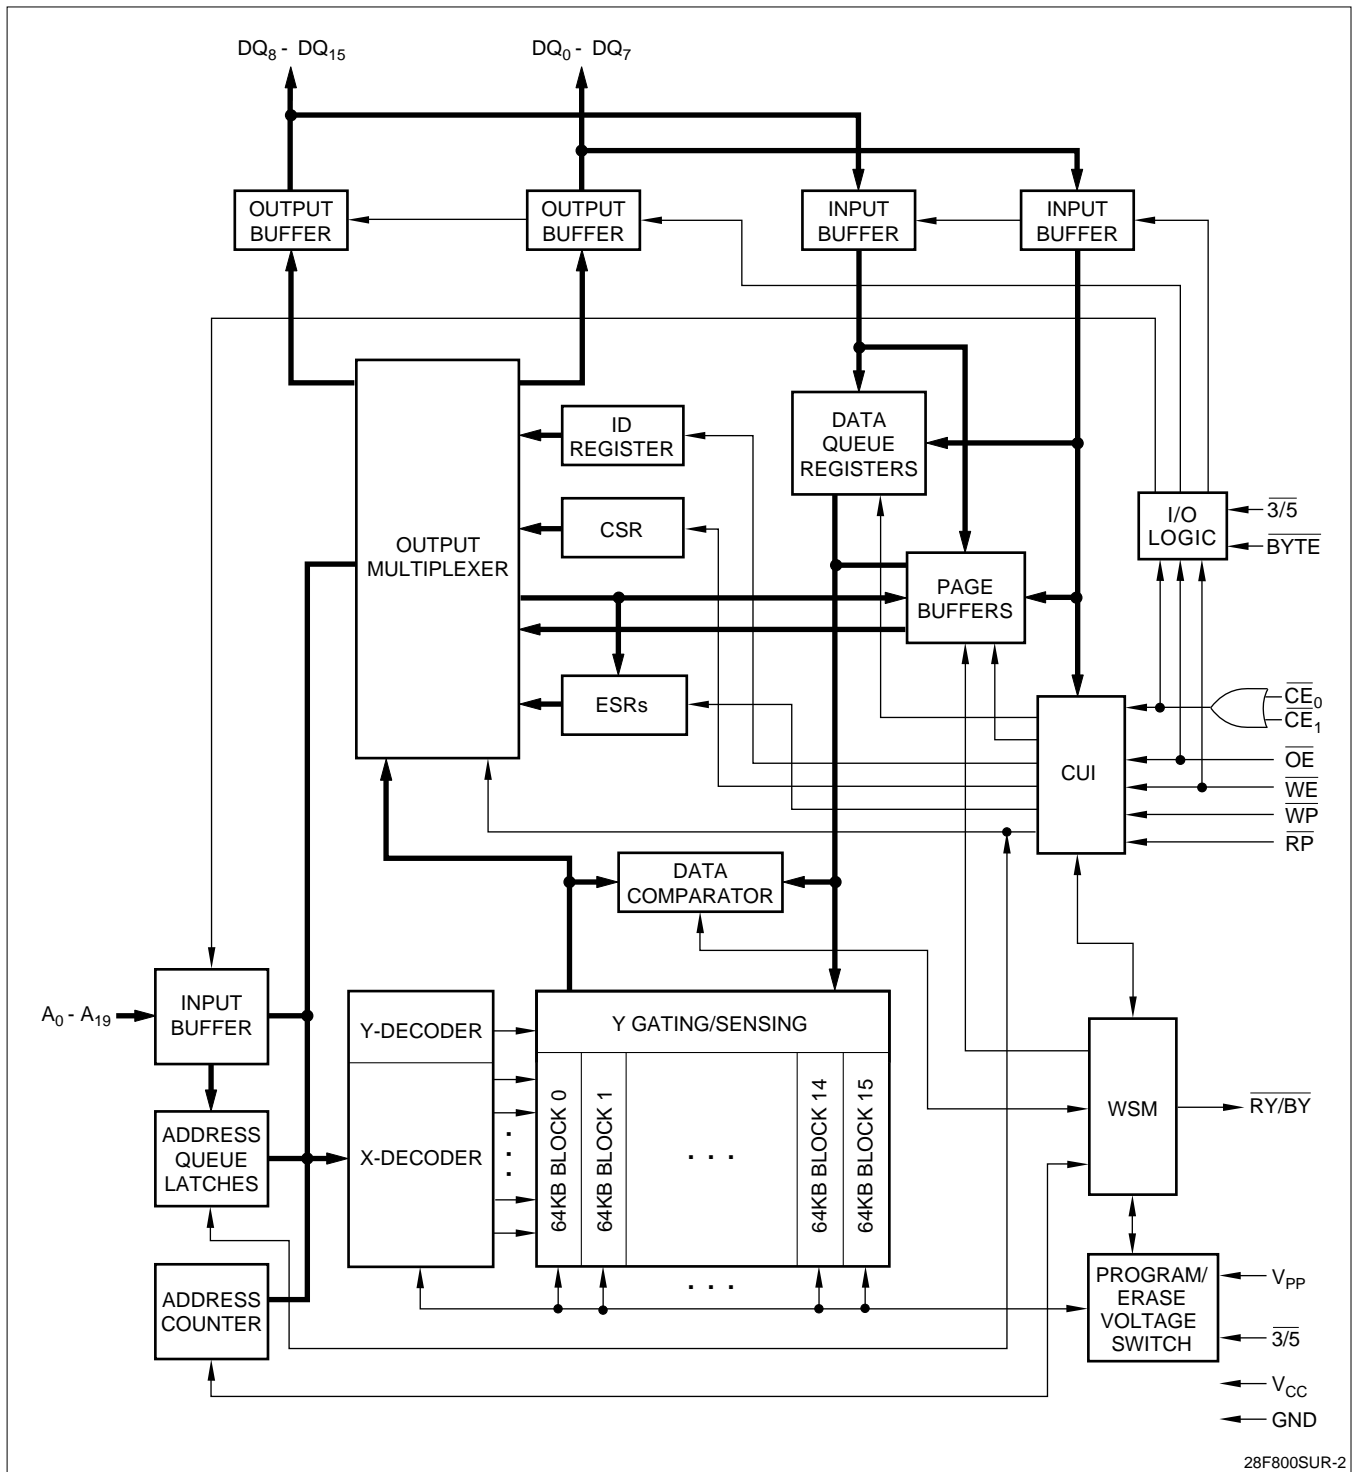 DQ8 - DQ15
DQ0 - DQ7
OUTPUT
BUFFER
OUTPUT
BUFFER
INPUT
BUFFER
INPUT
BUFFER
OUTPUT
MULTIPLEXER
ID
REGISTER
CSR
ESRs
DATA
QUEUE
REGISTERS
PAGE
BUFFERS
I/O
LOGIC
3/5
BYTE
CUI
CE0
CE1
OE
WE
WP
RP
DATA
COMPARATOR
A0 - A19
INPUT
BUFFER
ADDRESS
QUEUE
LATCHES
ADDRESS
COUNTER
Y-DECODER
X-DECODER
Y GATING/SENSING
64KB BLOCK 0
64KB BLOCK 1
. . .
64KB BLOCK 14
64KB BLOCK 15
. . .
. . .
WSM
RY/BY
PROGRAM/
ERASE
VOLTAGE
SWITCH
VPP
3/5
VCC
GND
28F800SUR-2